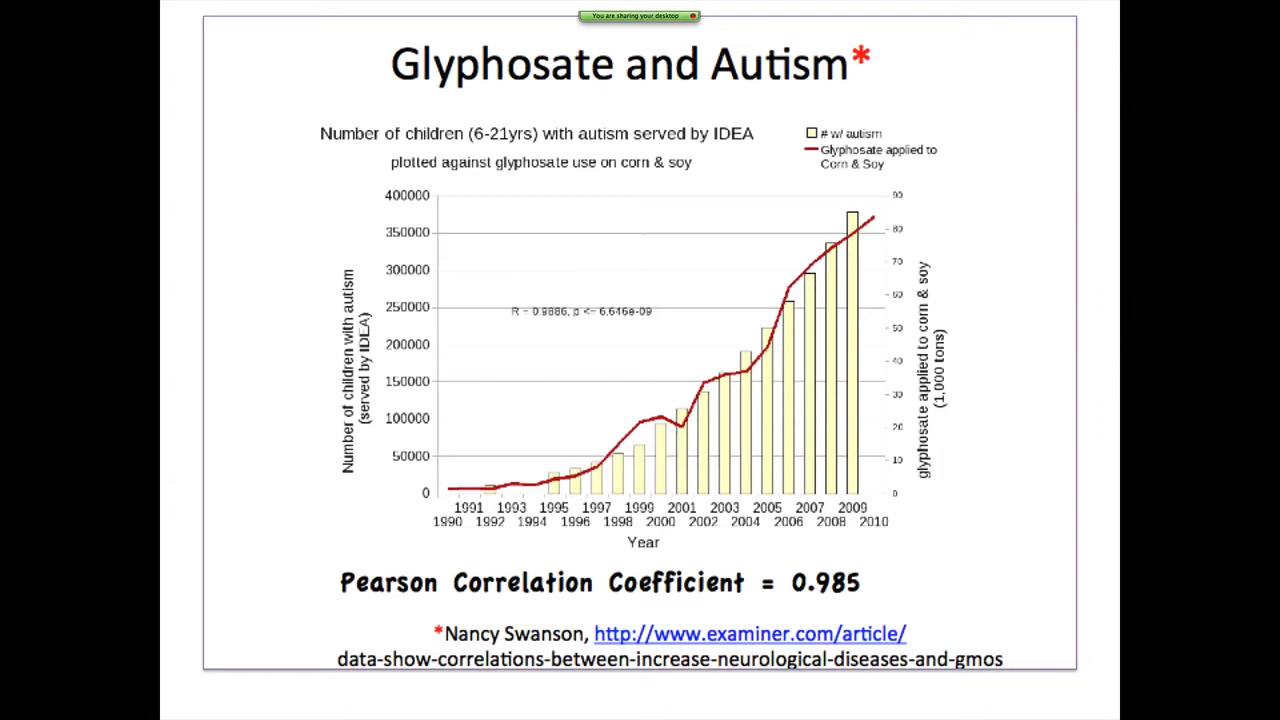 You are sharing your desktop
Glyphosate and Autism*
Number of children (6-21yrs) with autism served by IDEA
plotted against glyphosate use on corn & soy
# w/ autism
Glyphosate applied to
Corn & Soy
400000
350000
300000
250000
200000
150000
100000
50000
0
90
80
70
60
50
40
30
20
10
0
Number of children with autism
(served by IDEA)
glyphosate applied to corn & soy
(1,000 tons)
R = 0.9886, p <= 6.646e-09
1991 1993 1995 1997 1999 2001 2003 2005 2007 2009
1990 1992 1994 1996 1998 2000 2002 2004 2006 2008 2010
Year
Pearson Correlation Coefficient = 0.985
*Nancy Swanson, http://www.examiner.com/article/
data-show-correlations-between-increase-neurological-diseases-and-gmos